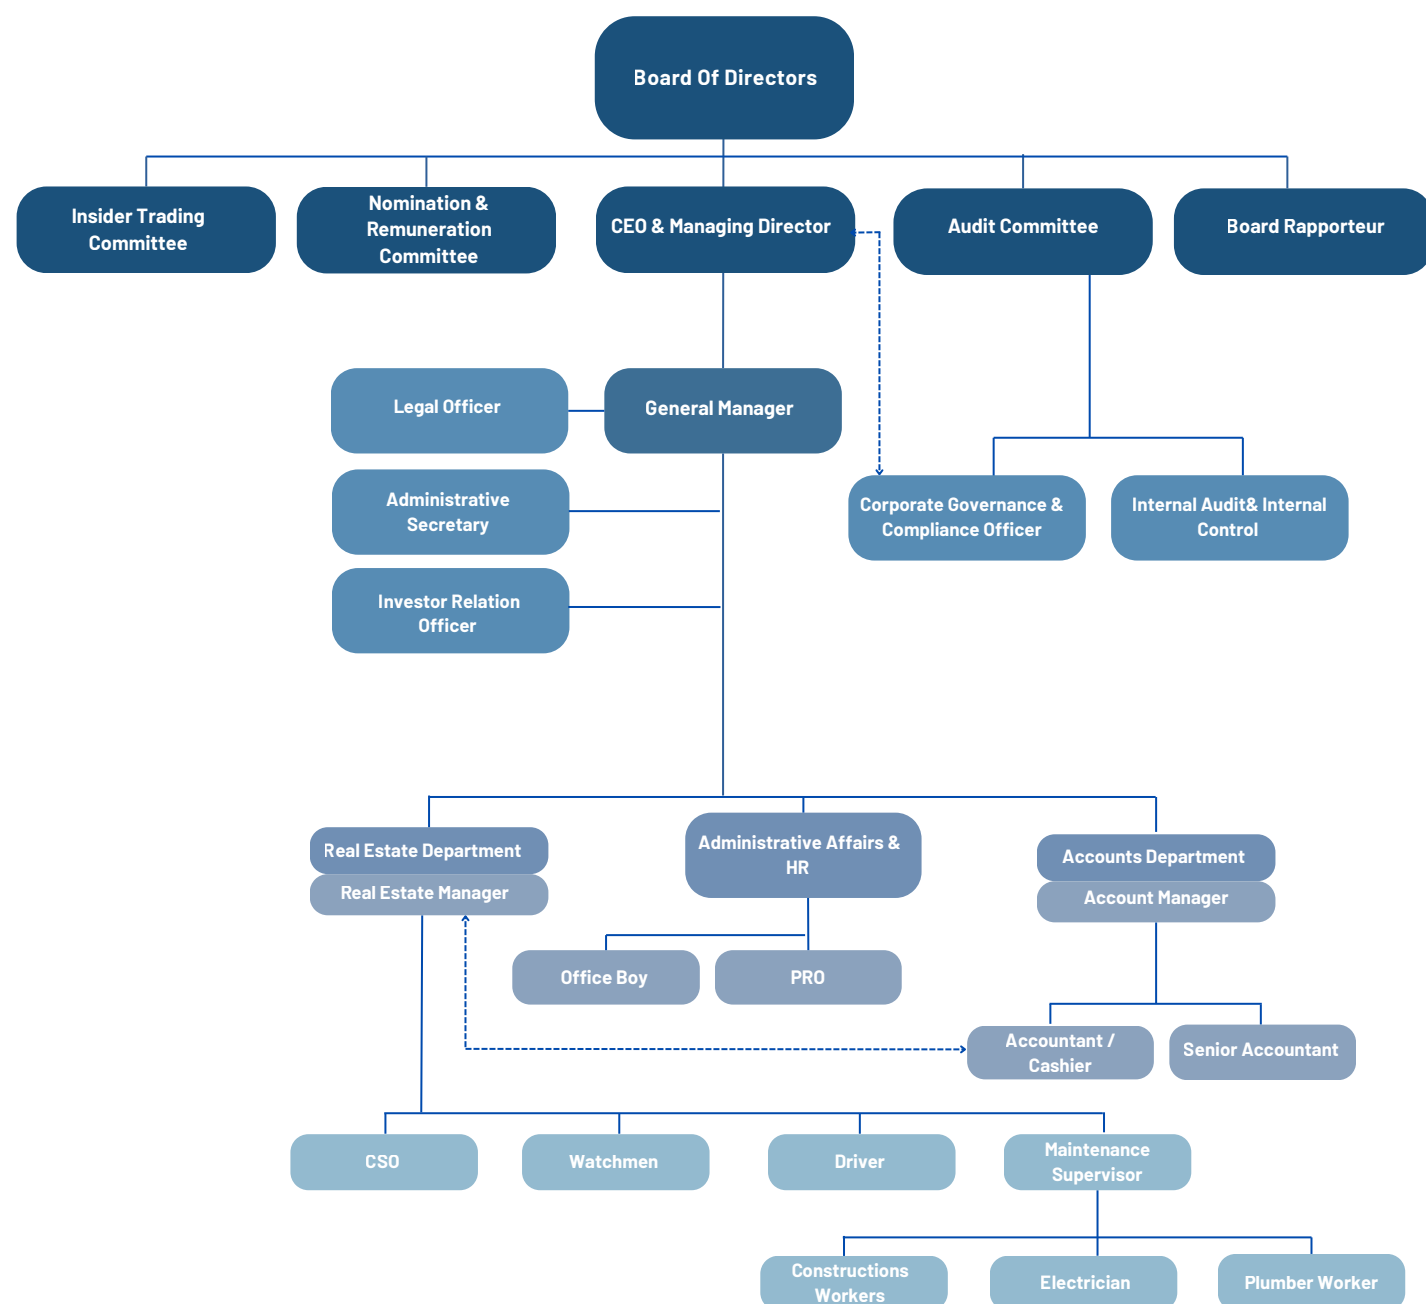 Board Of Directors
Insider Trading
Committee
Nomination &
Remuneration
Committee
CEO & Managing Director
Audit Committee
Board Rapporteur
Legal Officer
General Manager
Administrative
Secretary
Corporate Governance &
Compliance Officer
Internal Audit& Internal
Control
Investor Relation
Officer
Real Estate Department
Real Estate Manager
Administrative Affairs &
HR
Accounts Department
Account Manager
Office Boy
PRO
Accountant /
Cashier
Senior Accountant
CSO
Watchmen
Driver
Maintenance
Supervisor
Constructions
Workers
Electrician
Plumber Worker